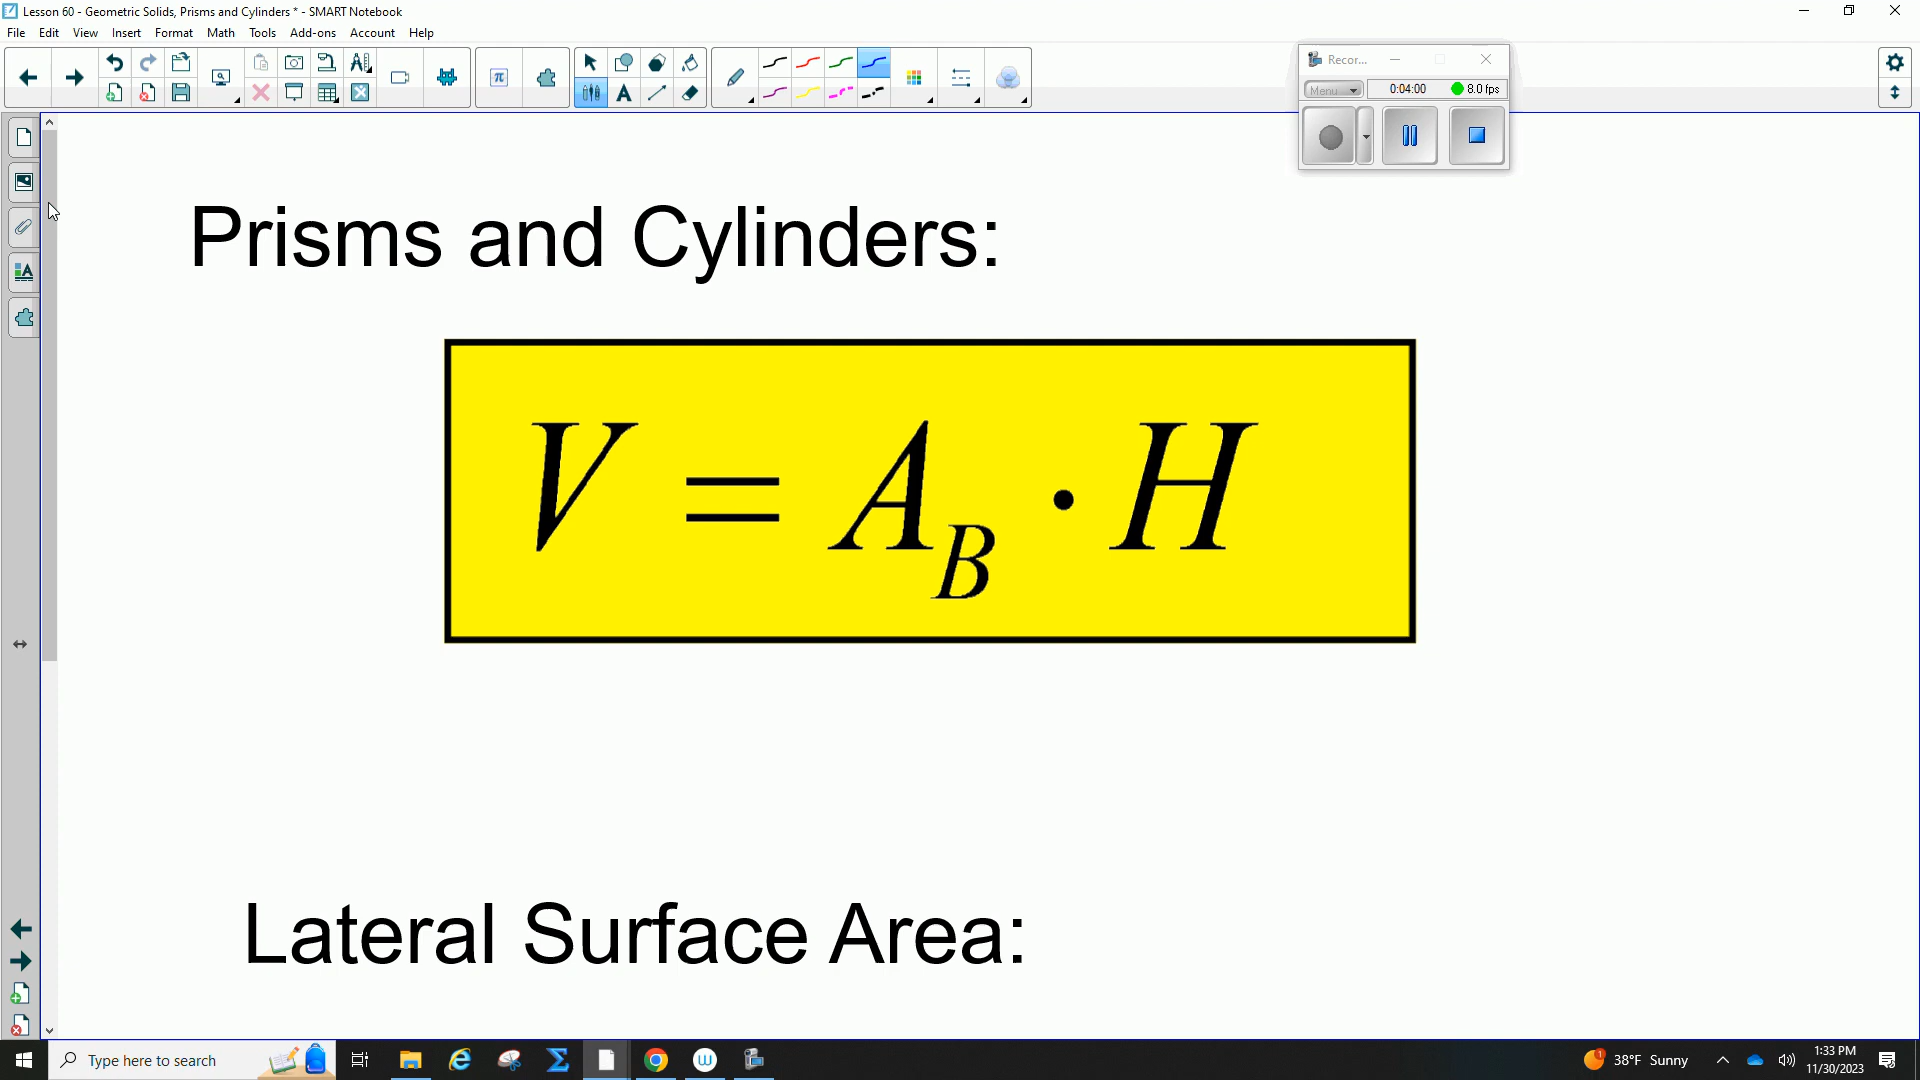 Lesson 60 - Geometric Solids, Prisms and Cylinders * - SMART Notebook
File Edit View Insert Format Math Tools Add-ons Account Help
Recor...
Menu 0:04:00 8.0 fps
Prisms and Cylinders:
V = A_B · H
Lateral Surface Area:
Type here to search
38°F Sunny
1:33 PM
11/30/2023